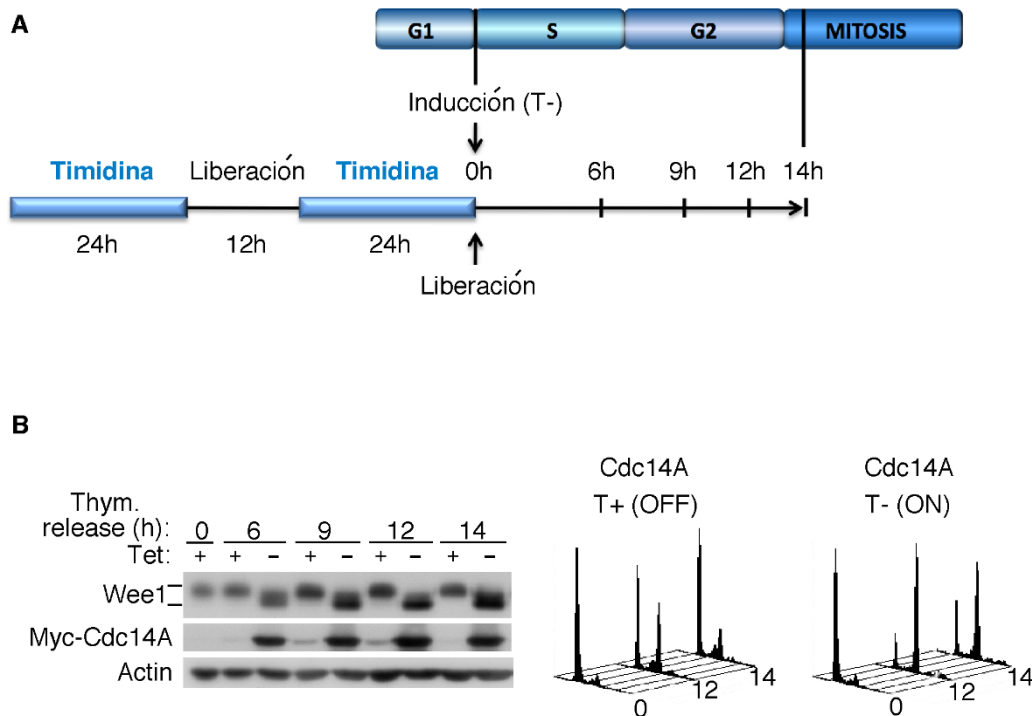 A
G1 S G2 MITOSIS
Inducción (T-)
Timidina Liberación Timidina 0h 6h 9h 12h 14h
24h 12h 24h
Liberación
B
Cdc14A Cdc14A
T+ (OFF) T- (ON)
Thym.
release (h): 0 6 9 12 14
Tet: + + − + − + − + −
Wee1
Myc-Cdc14A
Actin
0 12 14 0 12 14